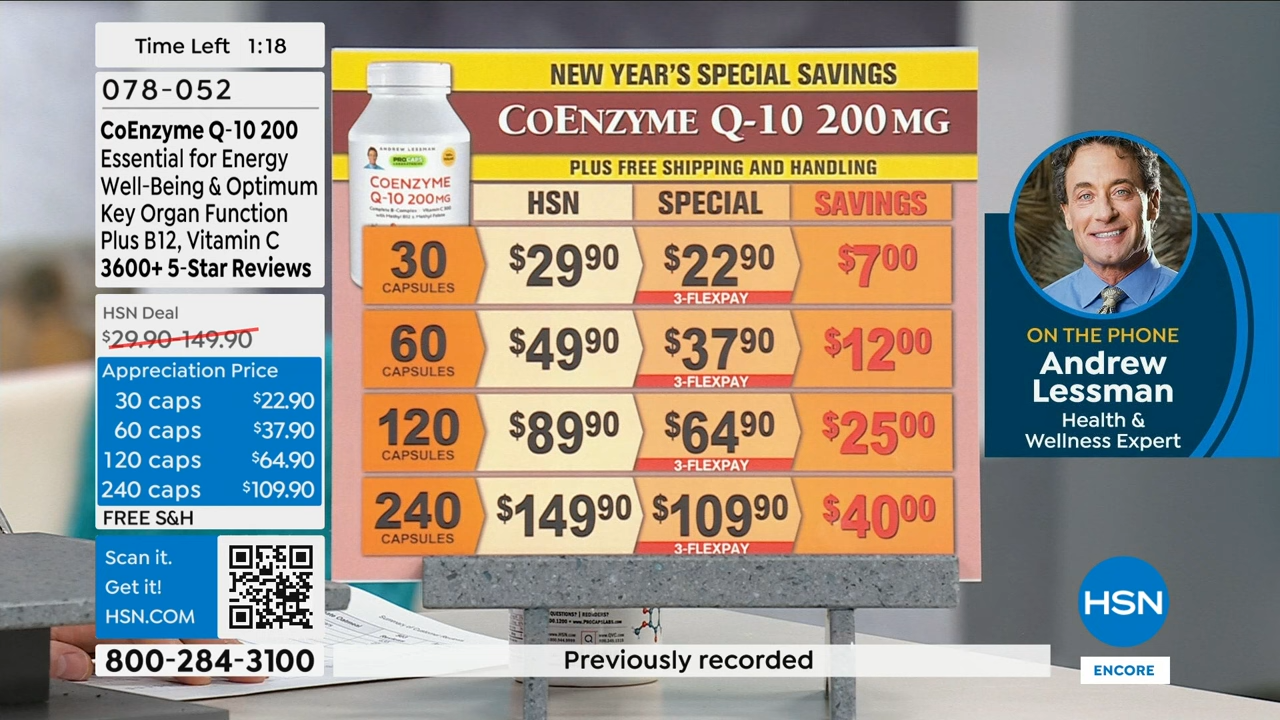 Time Left 1:18
078-052
CoEnzyme Q-10 200
Essential for Energy
Well-Being & Optimum
Key Organ Function
Plus B12, Vitamin C
3600+ 5-Star Reviews
HSN Deal
$29.90-149.90
Appreciation Price
30 caps $22.90
60 caps $37.90
120 caps $64.90
240 caps $109.90
FREE S&H
Scan it.
Get it!
HSN.COM
800-284-3100
NEW YEAR'S SPECIAL SAVINGS
COENZYME Q-10 200MG
PLUS FREE SHIPPING AND HANDLING
ANDREW LESSMAN
PROCAPS
COENZYME
Q-10 200MG
HSN SPECIAL SAVINGS
30 CAPSULES $29.90 $22.90 $7.00
3-FLEXPAY
60 CAPSULES $49.90 $37.90 $12.00
3-FLEXPAY
120 CAPSULES $89.90 $64.90 $25.00
3-FLEXPAY
240 CAPSULES $149.90 $109.90 $40.00
3-FLEXPAY
ON THE PHONE
Andrew
Lessman
Health &
Wellness Expert
Previously recorded
HSN
ENCORE